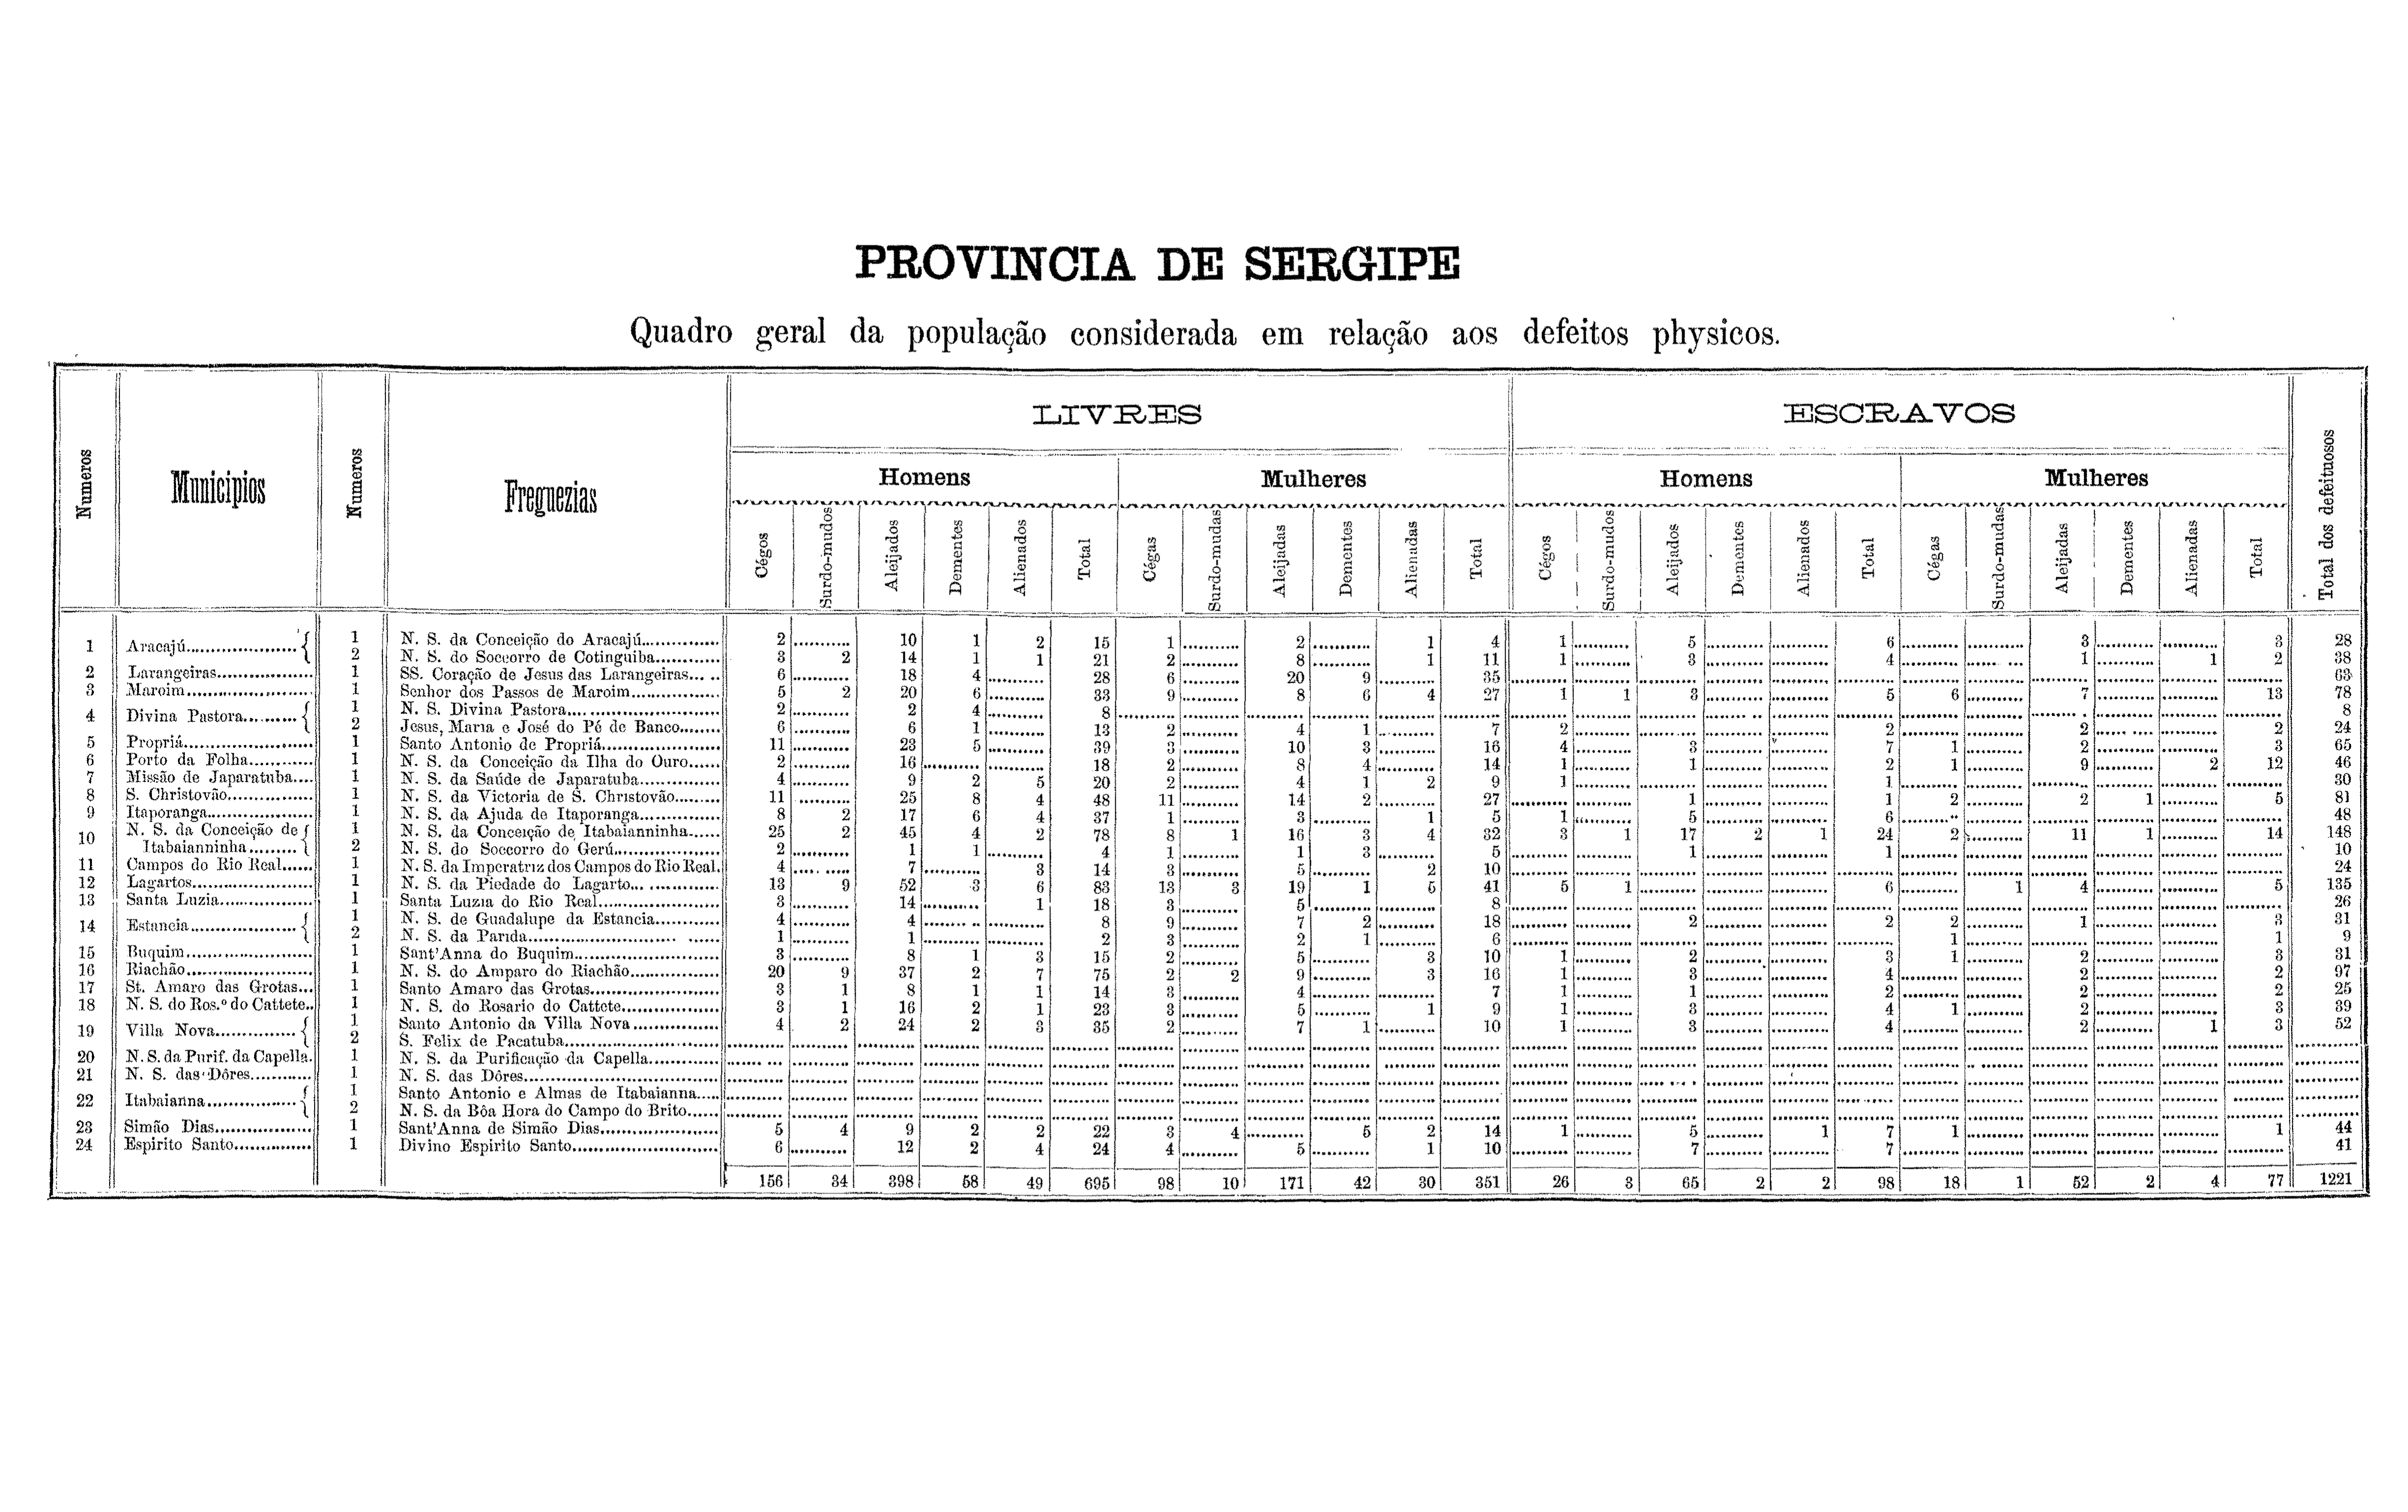 PROVINCIA DE SERGIPE
Quadro geral da população considerada em relação aos defeitos physicos.
Numeros Municipios Numeros Freguezias LIVRES ESCRAVOS Total dos defeituosos
Homens Mulheres Homens Mulheres
Cégos Surdo-mudos Aleijados Dementes Alienados Total Cégas Surdo-mudas Aleijadas Dementes Alienadas Total Cégos Surdo-mudos Aleijados Dementes Alienados Total Cégas Surdo-mudas Aleijadas Dementes Alienadas Total
1 Aracajú 1 N. S. da Conceição do Aracajú 2 10 1 2 15 1 2 1 4 1 5 6 3 3 28
2 N. S. do Soccorro de Cotinguiba 3 2 14 1 1 21 2 8 1 11 1 3 4 1 1 2 38
2 Larangeiras 1 SS. Coração de Jesus das Larangeiras 6 18 4 28 6 20 9 35 63
3 Maroim 1 Senhor dos Passos de Maroim 5 2 20 6 33 9 8 6 4 27 1 1 3 5 6 7 13 78
4 Divina Pastora 1 N. S. Divina Pastora 2 2 4 8 8
2 Jesus, Maria e José do Pé de Banco 6 6 1 13 2 4 1 7 2 2 2 2 24
5 Propriá 1 Santo Antonio de Propriá 11 23 5 39 3 10 3 16 4 3 7 1 2 3 65
6 Porto da Folha 1 N. S. da Conceição da Ilha do Ouro 2 16 18 2 8 4 14 1 1 2 1 9 2 12 46
7 Missão de Japaratuba 1 N. S. da Saúde de Japaratuba 4 9 2 5 20 2 4 1 2 9 1 1 30
8 S. Christovão 1 N. S. da Victoria de S. Christovão 11 25 8 4 48 11 14 2 27 1 1 2 2 1 5 81
9 Itaporanga 1 N. S. da Ajuda de Itaporanga 8 2 17 6 4 37 1 3 1 5 1 5 6 48
10 N. S. da Conceição de Itabaianninha 1 N. S. da Conceição de Itabaianninha 25 2 45 4 2 78 8 1 16 3 4 32 3 1 17 2 1 24 2 11 1 14 148
2 N. S. do Soccorro do Gerú 2 1 1 4 1 1 3 5 1 1 10
11 Campos do Rio Real 1 N. S. da Imperatriz dos Campos do Rio Real 4 7 3 14 3 5 2 10 24
12 Lagartos 1 N. S. da Piedade do Lagarto 13 9 52 3 6 83 13 3 19 1 5 41 5 1 6 1 4 5 135
13 Santa Luzia 1 Santa Luzia do Rio Real 3 14 1 18 3 5 8 26
14 Estancia 1 N. S. de Guadalupe da Estancia 4 4 8 9 7 2 18 2 2 2 1 3 31
2 N. S. da Parida 1 1 2 3 2 1 6 1 1 9
15 Buquim 1 Sant'Anna do Buquim 3 8 1 3 15 2 5 3 10 1 2 3 1 2 3 31
16 Riachão 1 N. S. do Amparo do Riachão 20 9 37 2 7 75 2 2 9 3 16 1 3 4 2 2 97
17 St. Amaro das Grotas 1 Santo Amaro das Grotas 3 1 8 1 1 14 3 4 7 1 1 2 2 2 25
18 N. S. do Ros.º do Cattete 1 N. S. do Rosario do Cattete 3 1 16 2 1 23 3 5 1 9 1 3 4 1 2 3 39
19 Villa Nova 1 Santo Antonio da Villa Nova 4 2 24 2 3 35 2 7 1 10 1 3 4 2 1 3 52
2 S. Felix de Pacatuba
20 N. S. da Purif. da Capella 1 N. S. da Purificação da Capella
21 N. S. das Dôres 1 N. S. das Dôres
22 Itabaianna 1 Santo Antonio e Almas de Itabaianna
2 N. S. da Bôa Hora do Campo do Brito
23 Simão Dias 1 Sant'Anna de Simão Dias 5 4 9 2 2 22 3 4 5 2 14 1 5 1 7 1 1 44
24 Espirito Santo 1 Divino Espirito Santo 6 12 2 4 24 4 5 1 10 7 7 41
156 34 398 58 49 695 98 10 171 42 30 351 26 3 65 2 2 98 18 1 52 2 4 77 1221